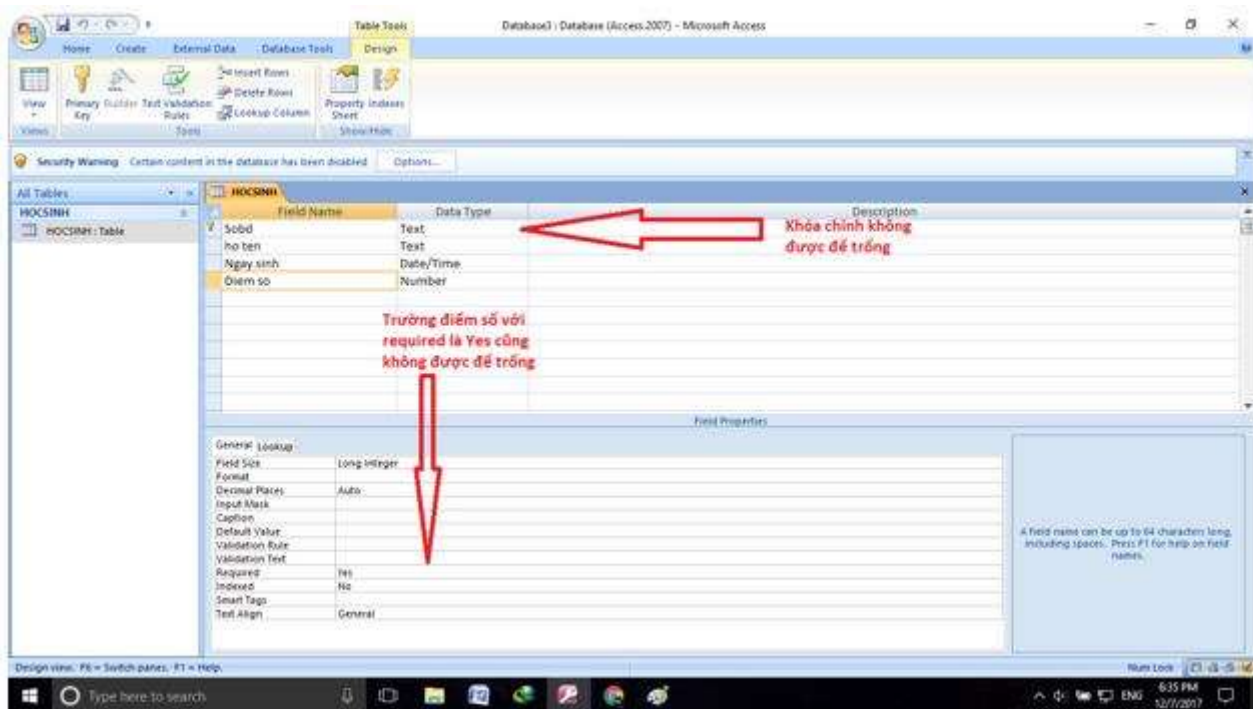 Table Tools
Database3 : Database (Access 2007) - Microsoft Access
Home Create External Data Database Tools Design
View
Primary Key
Builder
Test Validation Rules
Insert Rows
Delete Rows
Lookup Column
Property Sheet
Indexes
Views
Tools
Show/Hide
Security Warning Certain content in the database has been disabled Options...
All Tables
HOCSINH
HOCSINH : Table
HOCSINH
Field Name Data Type Description
Sobd Text
ho ten Text
Ngay sinh Date/Time
Diem so Number
Khóa chính không
được để trống
Trường điểm số với
required là Yes cũng
không được để trống
Field Properties
General Lookup
Field Size Long Integer
Format
Decimal Places Auto
Input Mask
Caption
Default Value
Validation Rule
Validation Text
Required Yes
Indexed No
Smart Tags
Text Align General
A field name can be up to 64 characters long,
including spaces. Press F1 for help on field
names.
Design view. F6 = Switch panes. F1 = Help.
Num Lock
Type here to search
ENG
6:35 PM
12/7/2017